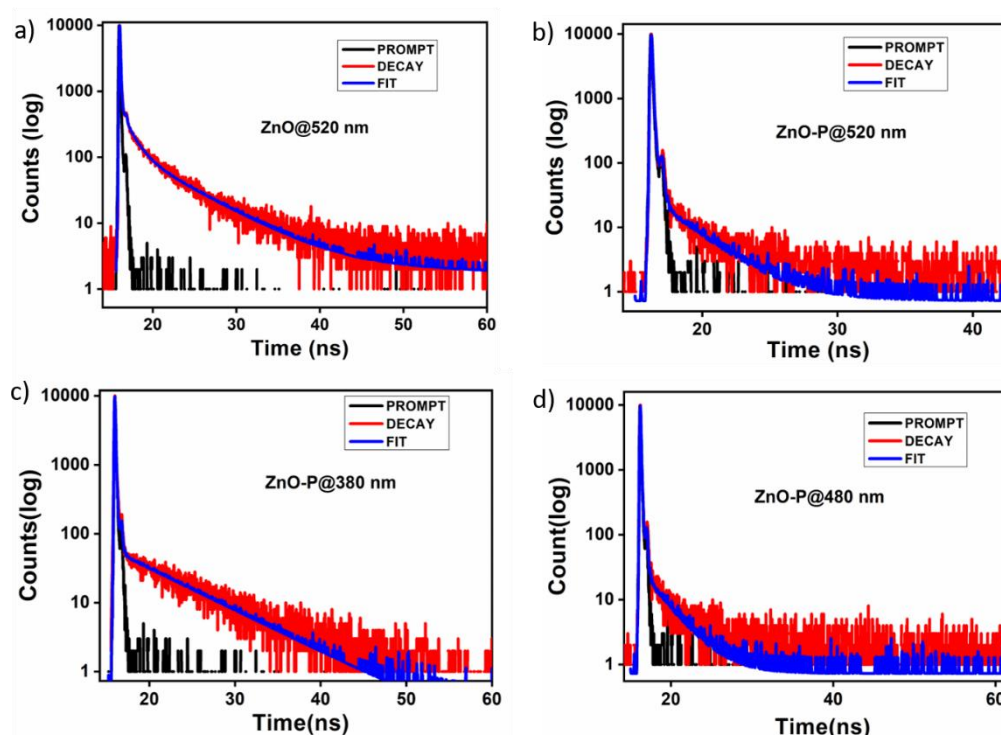 a)
10000
1000
100
10
1
Counts (log)
PROMPT
DECAY
FIT
ZnO@520 nm
20 30 40 50 60
Time (ns)
b)
10000
1000
100
10
1
Counts (log)
PROMPT
DECAY
FIT
ZnO-P@520 nm
20 30 40
Time (ns)
c)
10000
1000
100
10
1
Counts(log)
PROMPT
DECAY
FIT
ZnO-P@380 nm
20 30 40 50 60
Time(ns)
d)
10000
1000
100
10
1
Count(log)
PROMPT
DECAY
FIT
ZnO-P@480 nm
20 40 60
Time(ns)